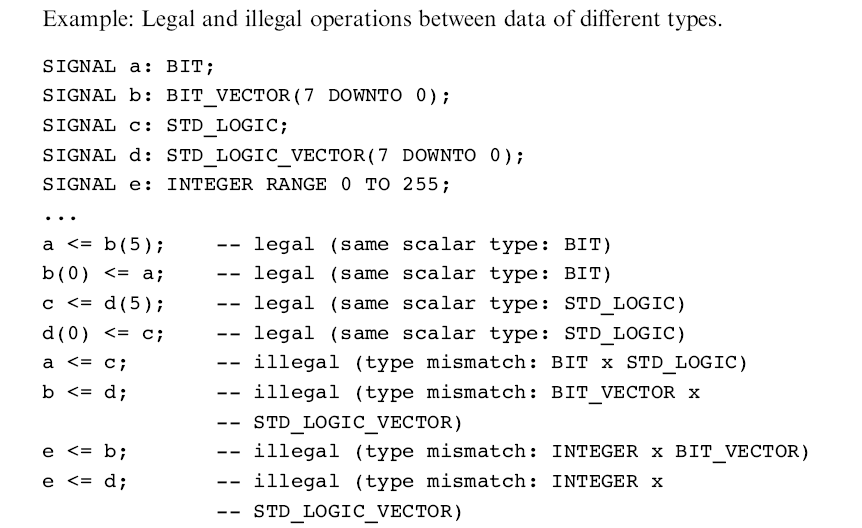 Example: Legal and illegal operations between data of different types.
SIGNAL a: BIT;
SIGNAL b: BIT_VECTOR(7 DOWNTO 0);
SIGNAL c: STD_LOGIC;
SIGNAL d: STD_LOGIC_VECTOR(7 DOWNTO 0);
SIGNAL e: INTEGER RANGE 0 TO 255;
...
a <= b(5); -- legal (same scalar type: BIT)
b(0) <= a; -- legal (same scalar type: BIT)
c <= d(5); -- legal (same scalar type: STD_LOGIC)
d(0) <= c; -- legal (same scalar type: STD_LOGIC)
a <= c; -- illegal (type mismatch: BIT x STD_LOGIC)
b <= d; -- illegal (type mismatch: BIT_VECTOR x
-- STD_LOGIC_VECTOR)
e <= b; -- illegal (type mismatch: INTEGER x BIT_VECTOR)
e <= d; -- illegal (type mismatch: INTEGER x
-- STD_LOGIC_VECTOR)